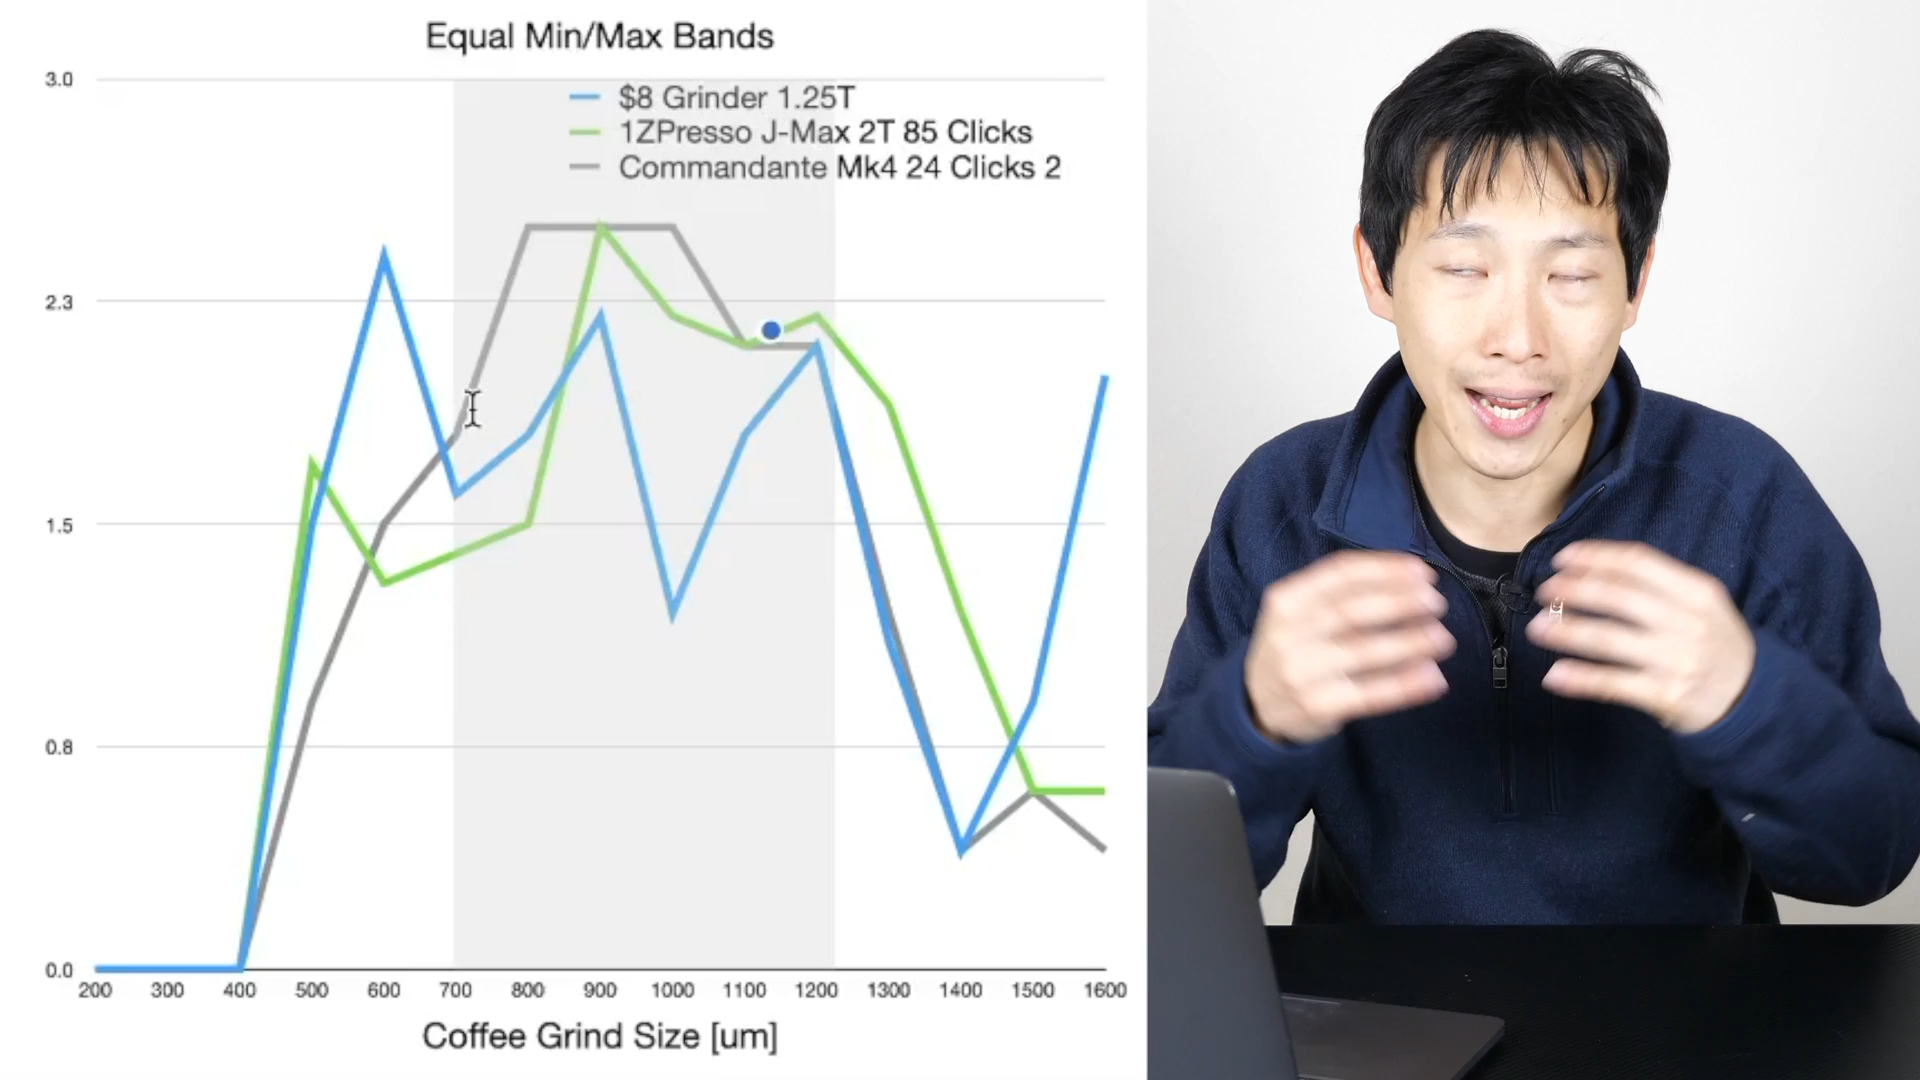 Equal Min/Max Bands
3.0
$8 Grinder 1.25T
1ZPresso J-Max 2T 85 Clicks
Commandante Mk4 24 Clicks 2
2.3
1.5
0.8
0.0
200 300 400 500 600 700 800 900 1000 1100 1200 1300 1400 1500 1600
Coffee Grind Size [um]